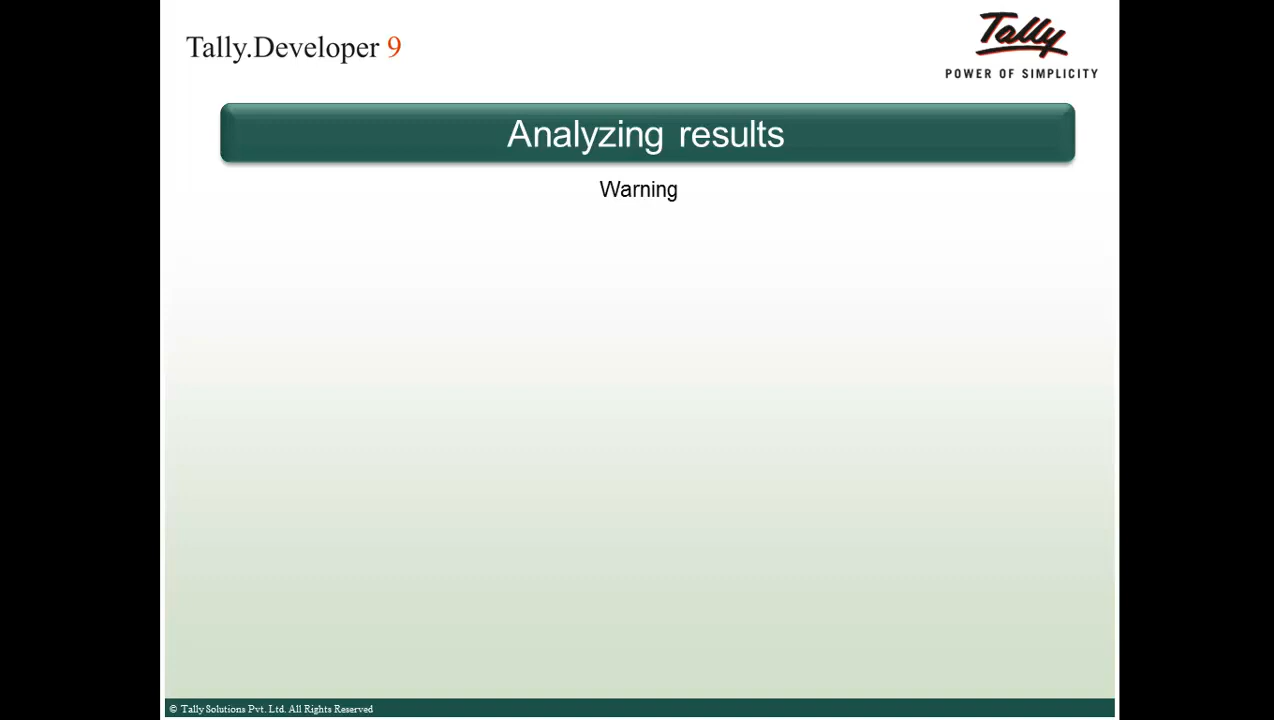 Tally.Developer 9
Tally
POWER OF SIMPLICITY
Analyzing results
Warning
© Tally Solutions Pvt. Ltd. All Rights Reserved